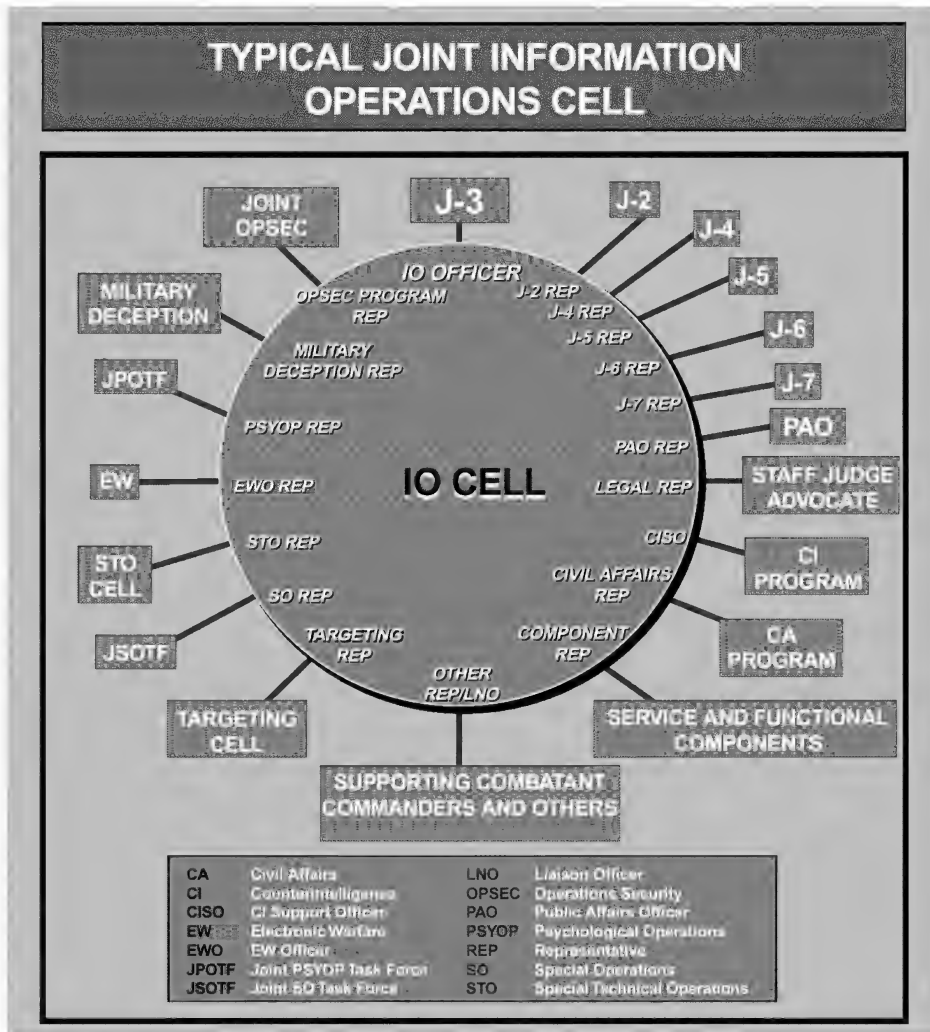 TYPICAL JOINT INFORMATION
OPERATIONS CELL
JOINT
OPSEC
J-3
J-2
J-4
J-5
J-6
J-7
PAO
STAFF JUDGE
ADVOCATE
CI
PROGRAM
CA
PROGRAM
SERVICE AND FUNCTIONAL
COMPONENTS
SUPPORTING COMBATANT
COMMANDERS AND OTHERS
TARGETING
CELL
JSOTF
STO
CELL
EW
JPOTF
MILITARY
DECEPTION
IO OFFICER
J-2 REP
J-4 REP
J-5 REP
J-6 REP
J-7 REP
PAO REP
LEGAL REP
CISO
CIVIL AFFAIRS
REP
COMPONENT
REP
OTHER
REP/LNO
TARGETING
REP
SO REP
STO REP
EWO REP
PSYOP REP
MILITARY
DECEPTION REP
OPSEC PROGRAM
REP
IO CELL
CA Civil Affairs
CI Counterintelligence
CISO CI Support Officer
EW Electronic Warfare
EWO EW Officer
JPOTF Joint PSYOP Task Force
JSOTF Joint SO Task Force
LNO Liaison Officer
OPSEC Operations Security
PAO Public Affairs Officer
PSYOP Psychological Operations
REP Representative
SO Special Operations
STO Special Technical Operations